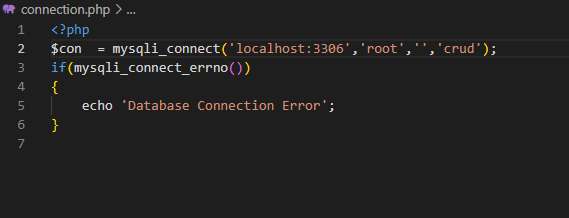 connection.php > ...
1 <?php
2 $con  = mysqli_connect('localhost:3306','root','','crud');
3 if(mysqli_connect_errno())
4 {
5     echo 'Database Connection Error';
6 }
7